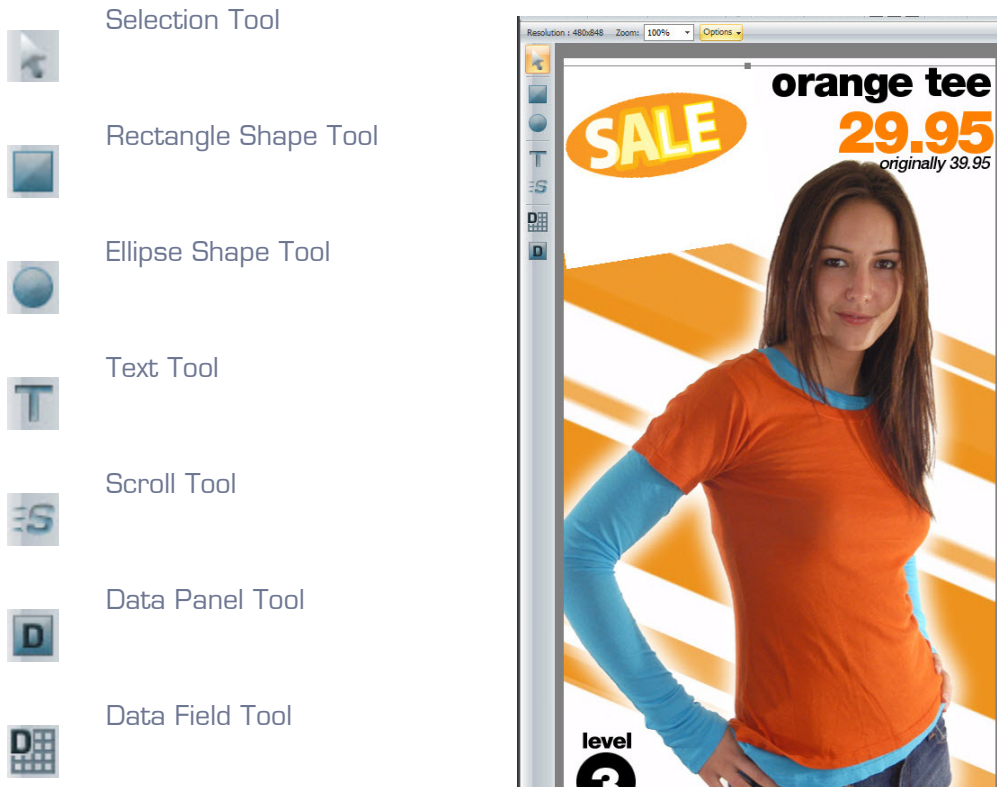 Selection Tool
Rectangle Shape Tool
Ellipse Shape Tool
T
Text Tool
S
Scroll Tool
D
Data Panel Tool
D
Data Field Tool
Resolution : 480x848 Zoom: 100% Options
T
S
D
D
SALE
orange tee
29.95
originally 39.95
level
3